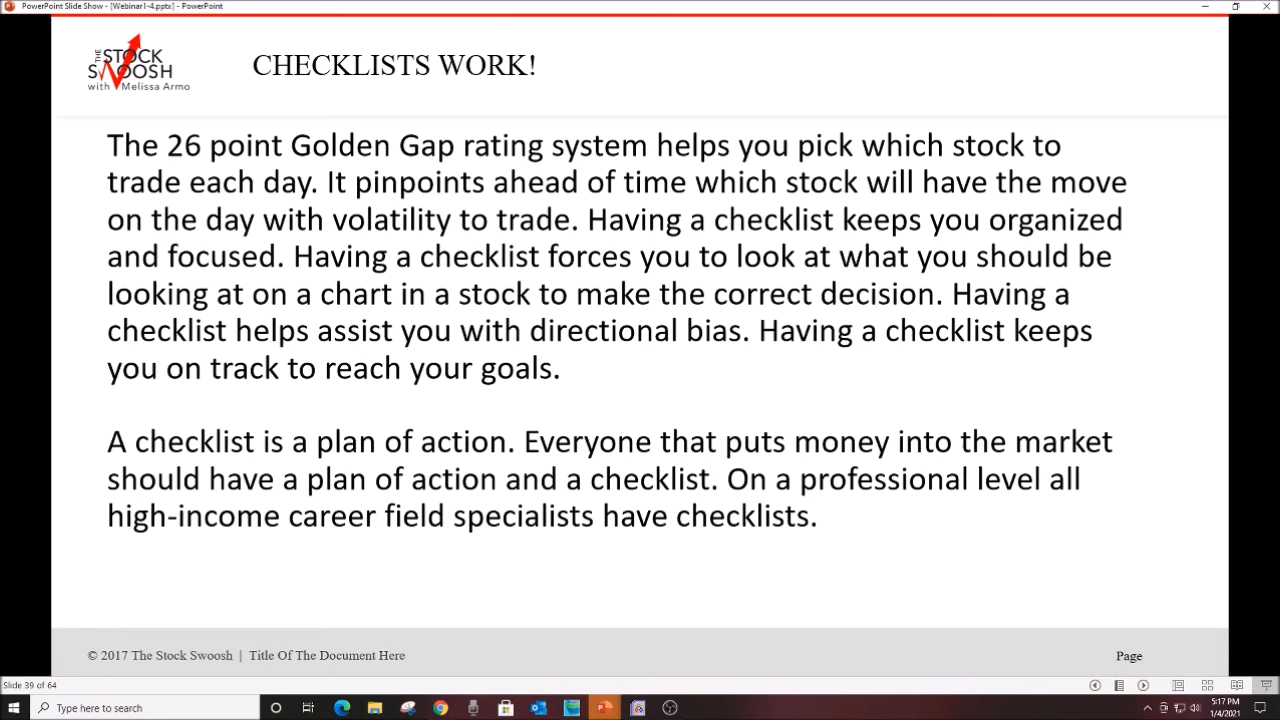 PowerPoint Slide Show - [Webinar1-4.pptx] - PowerPoint
THE STOCK
SWOOSH
with Melissa Armo
CHECKLISTS WORK!
The 26 point Golden Gap rating system helps you pick which stock to
trade each day. It pinpoints ahead of time which stock will have the move
on the day with volatility to trade. Having a checklist keeps you organized
and focused. Having a checklist forces you to look at what you should be
looking at on a chart in a stock to make the correct decision. Having a
checklist helps assist you with directional bias. Having a checklist keeps
you on track to reach your goals.
A checklist is a plan of action. Everyone that puts money into the market
should have a plan of action and a checklist. On a professional level all
high-income career field specialists have checklists.
© 2017 The Stock Swoosh | Title Of The Document Here
Page
Slide 39 of 64
Type here to search
5:17 PM
1/4/2021